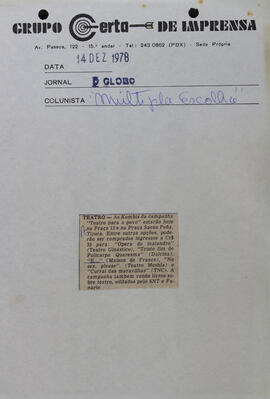 GRUPO Certa DE IMPRENSA
Av. Passos, 122 - 15.º andar - Tel: 243 0862 (PBX) - Sede Própria
DATA 14 DEZ 1978
JORNAL O GLOBO
COLUNISTA "Múltipla Escolha"
TEATRO — As Kombis da campanha
"Teatro para o povo" estarão hoje
na Praça 15 e na Praça Saens Peña,
Tijuca. Entre outras opções, pode-
rão ser comprados ingressos a Cr$
30 para "Ópera do malandro"
(Teatro Ginástico), "Triste fim de
Policarpo Quaresma" (Dulcina),
(Maison de France), "No
sex, please" (Teatro Mesbla) e
"Curral das maravilhas" (TNC). A
campanha também vende livros
sobre teatro, editados pelo SNT e Fu-
narte.